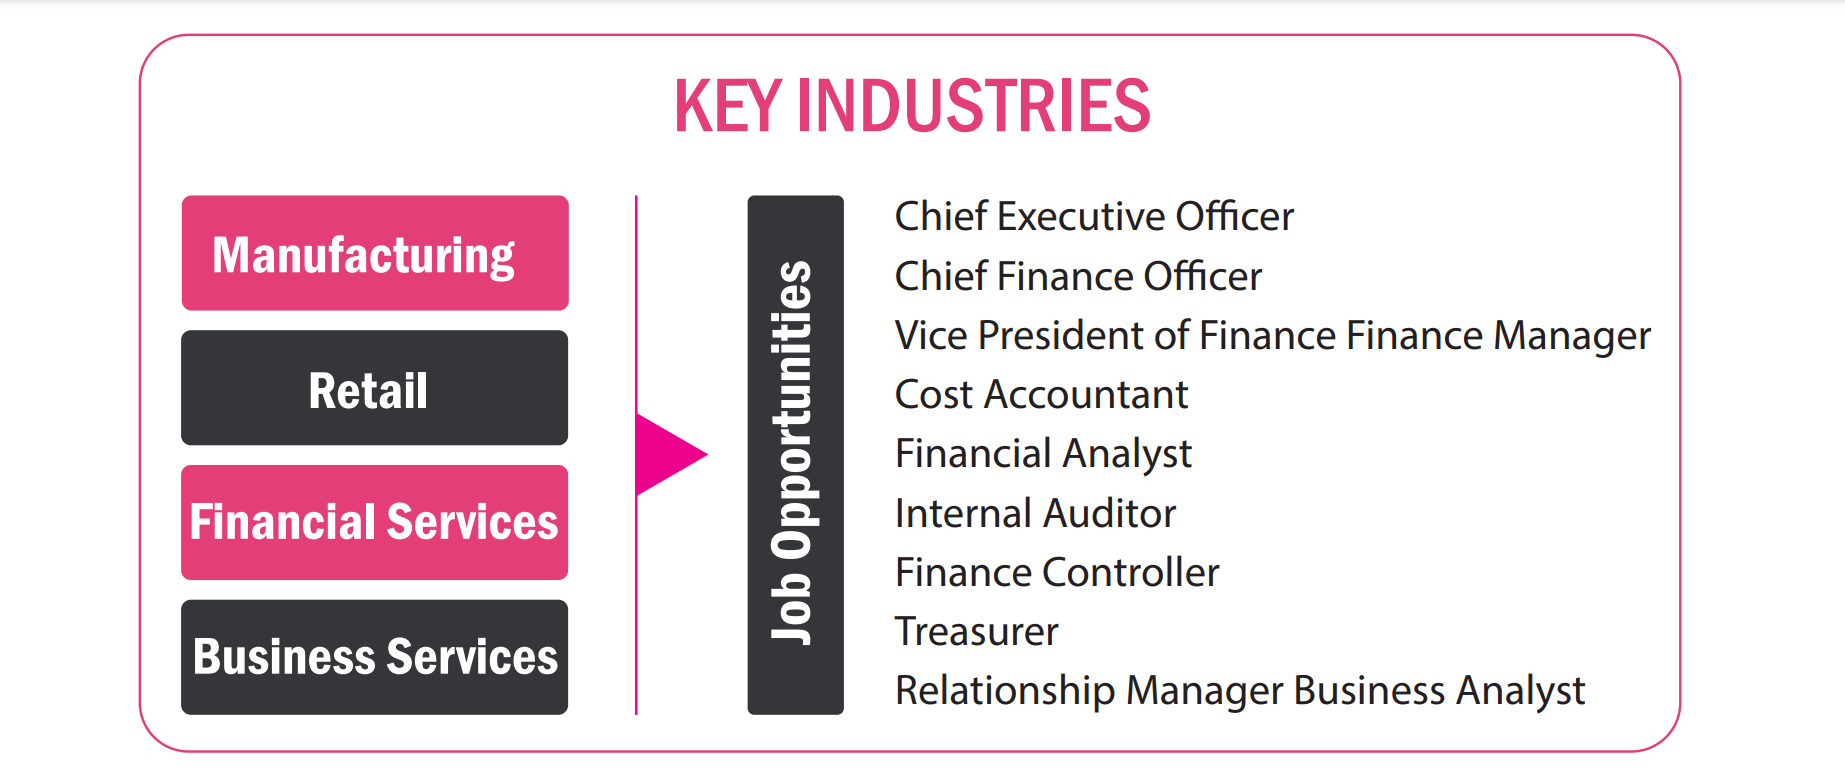 KEY INDUSTRIES
Manufacturing
Retail
Financial Services
Business Services
Job Opportunities
Chief Executive Officer
Chief Finance Officer
Vice President of Finance Finance Manager
Cost Accountant
Financial Analyst
Internal Auditor
Finance Controller
Treasurer
Relationship Manager Business Analyst